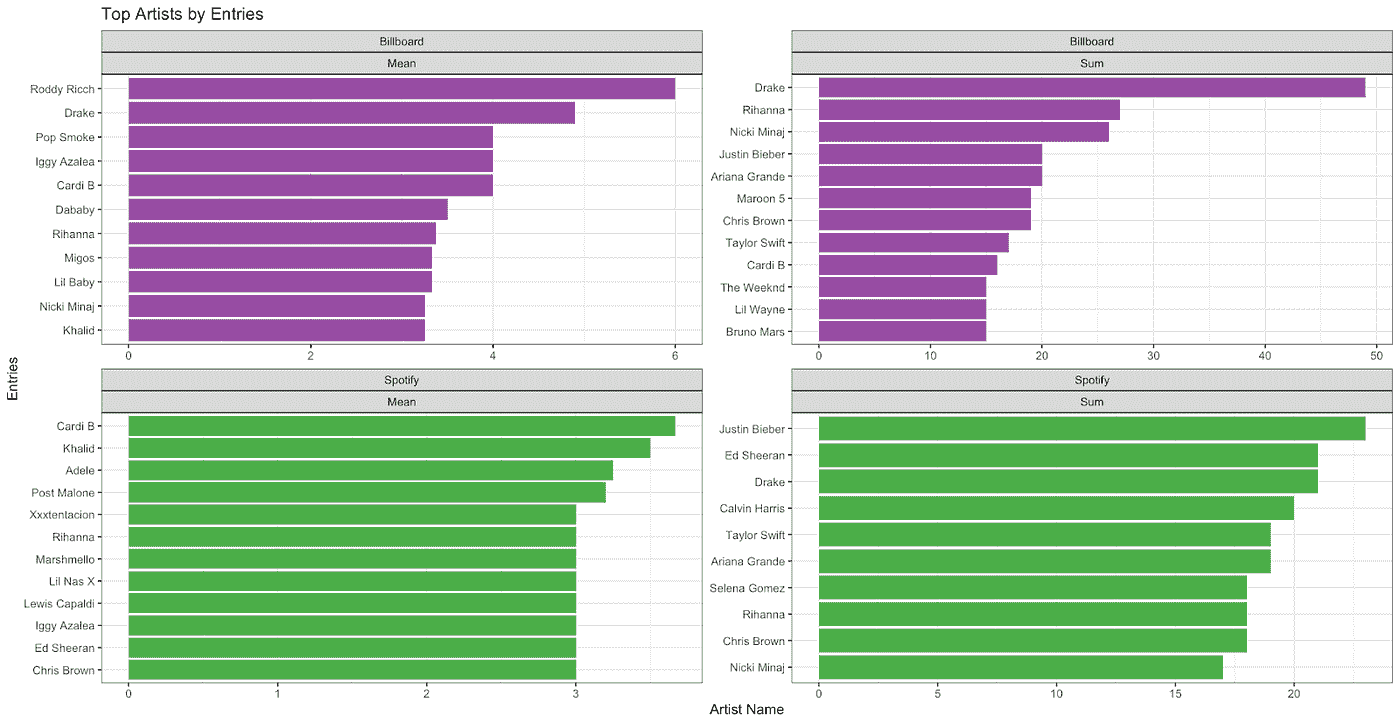 Top Artists by Entries
Billboard
Mean
Roddy Ricch
Drake
Pop Smoke
Iggy Azalea
Cardi B
Dababy
Rihanna
Migos
Lil Baby
Nicki Minaj
Khalid
0 2 4 6
Billboard
Sum
Drake
Rihanna
Nicki Minaj
Justin Bieber
Ariana Grande
Maroon 5
Chris Brown
Taylor Swift
Cardi B
The Weeknd
Lil Wayne
Bruno Mars
0 10 20 30 40 50
Entries
Spotify
Mean
Cardi B
Khalid
Adele
Post Malone
Xxxtentacion
Rihanna
Marshmello
Lil Nas X
Lewis Capaldi
Iggy Azalea
Ed Sheeran
Chris Brown
0 1 2 3
Spotify
Sum
Justin Bieber
Ed Sheeran
Drake
Calvin Harris
Taylor Swift
Ariana Grande
Selena Gomez
Rihanna
Chris Brown
Nicki Minaj
0 5 10 15 20
Artist Name